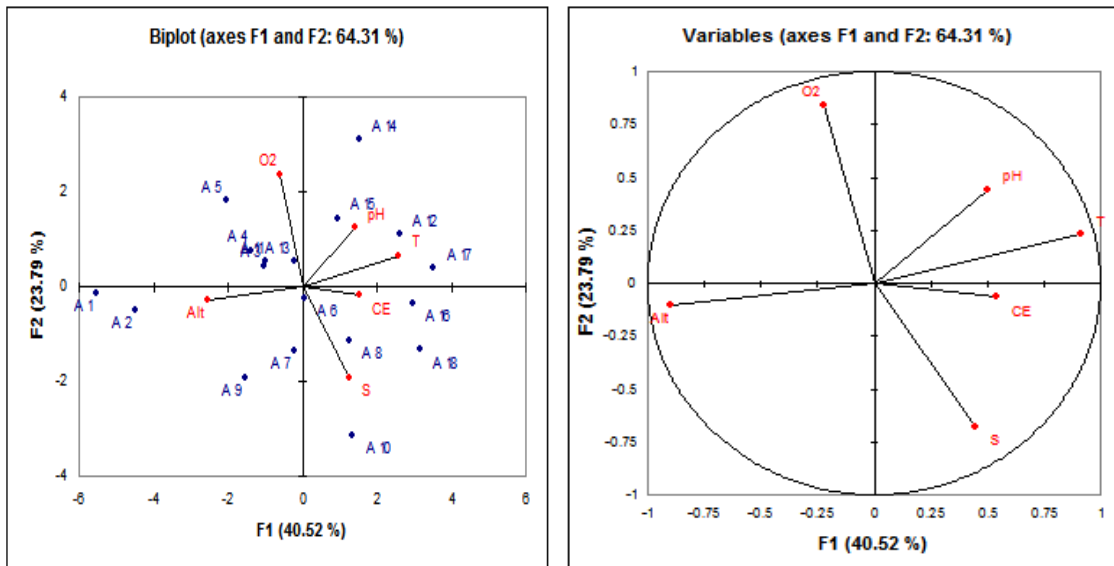 Biplot (axes F1 and F2: 64.31 %)
4
A 14
O2
A 5
2
A 15
pH
A 12
A 4
A 13
T
A 17
F2 (23.79 %)
0
A 1
A 2
Alt
A 6
CE
A 16
A 7
A 8
A 18
-2
A 9
S
A 10
-4
-6
-4
-2
0
2
4
6
F1 (40.52 %)
Variables (axes F1 and F2: 64.31 %)
1
O2
0.75
0.5
pH
0.25
T
F2 (23.79 %)
0
Alt
CE
-0.25
-0.5
S
-0.75
-1
-1
-0.75
-0.5
-0.25
0
0.25
0.5
0.75
1
F1 (40.52 %)